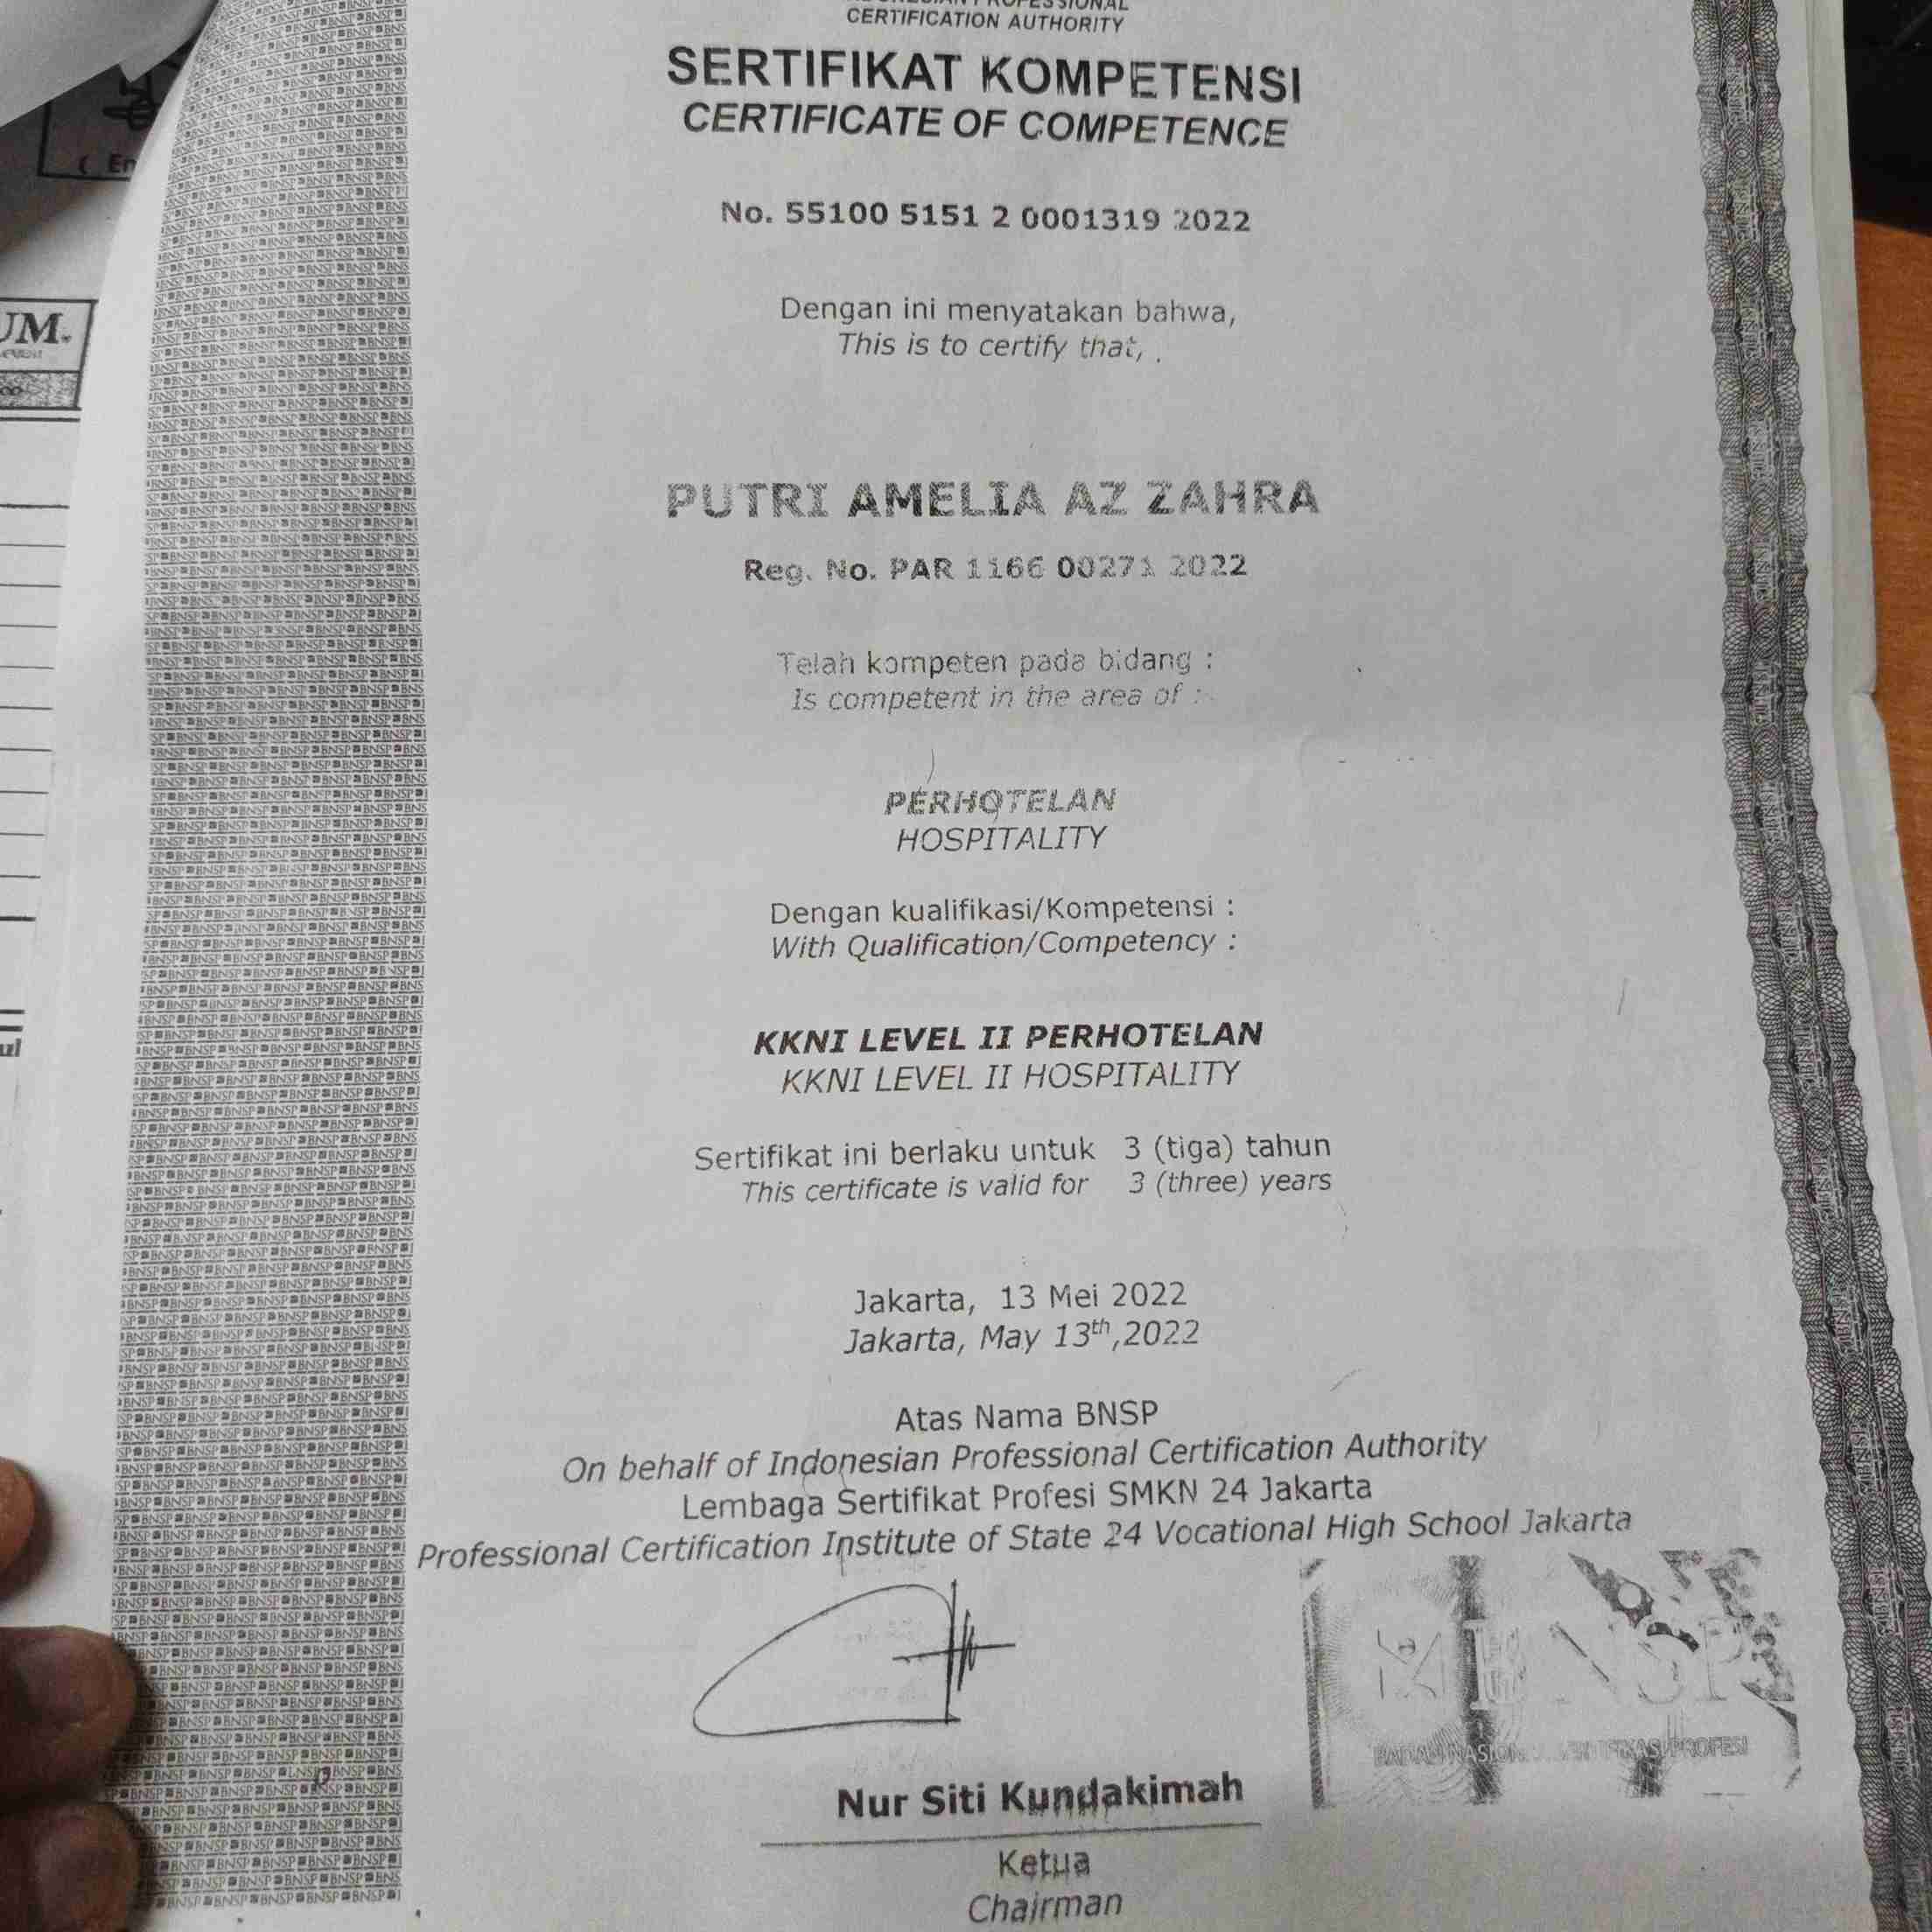 CERTIFICATION AUTHORITY
SERTIFIKAT KOMPETENSI
CERTIFICATE OF COMPETENCE
No. 55100 5151 2 0001319 2022
Dengan ini menyatakan bahwa,
This is to certify that,
PUTRI AMELIA AZ ZAHRA
Reg. No. PAR 1166 00271 2022
Telah kompeten pada bidang :
Is competent in the area of :
PERHOTELAN
HOSPITALITY
Dengan kualifikasi/Kompetensi :
With Qualification/Competency :
KKNI LEVEL II PERHOTELAN
KKNI LEVEL II HOSPITALITY
Sertifikat ini berlaku untuk 3 (tiga) tahun
This certificate is valid for 3 (three) years
Jakarta, 13 Mei 2022
Jakarta, May 13th,2022
Atas Nama BNSP
On behalf of Indonesian Professional Certification Authority
Lembaga Sertifikat Profesi SMKN 24 Jakarta
Professional Certification Institute of State 24 Vocational High School Jakarta
BNSP
Nur Siti Kundakimah
Ketua
Chairman